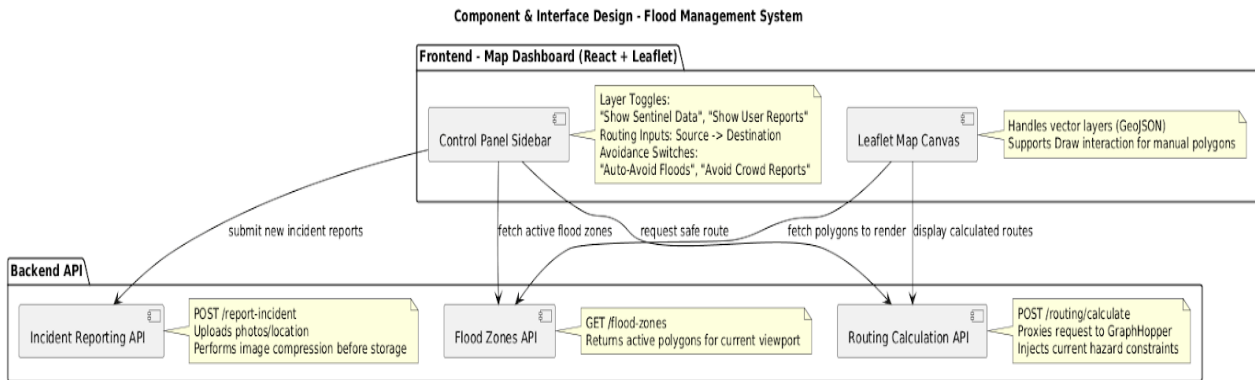 Component & Interface Design - Flood Management System
Frontend - Map Dashboard (React + Leaflet)
Control Panel Sidebar
Layer Toggles:
"Show Sentinel Data", "Show User Reports"
Routing Inputs: Source -> Destination
Avoidance Switches:
"Auto-Avoid Floods", "Avoid Crowd Reports"
Leaflet Map Canvas
Handles vector layers (GeoJSON)
Supports Draw interaction for manual polygons
submit new incident reports
fetch active flood zones
request safe route
fetch polygons to render
display calculated routes
Backend API
Incident Reporting API
POST /report-incident
Uploads photos/location
Performs image compression before storage
Flood Zones API
GET /flood-zones
Returns active polygons for current viewport
Routing Calculation API
POST /routing/calculate
Proxies request to GraphHopper
Injects current hazard constraints